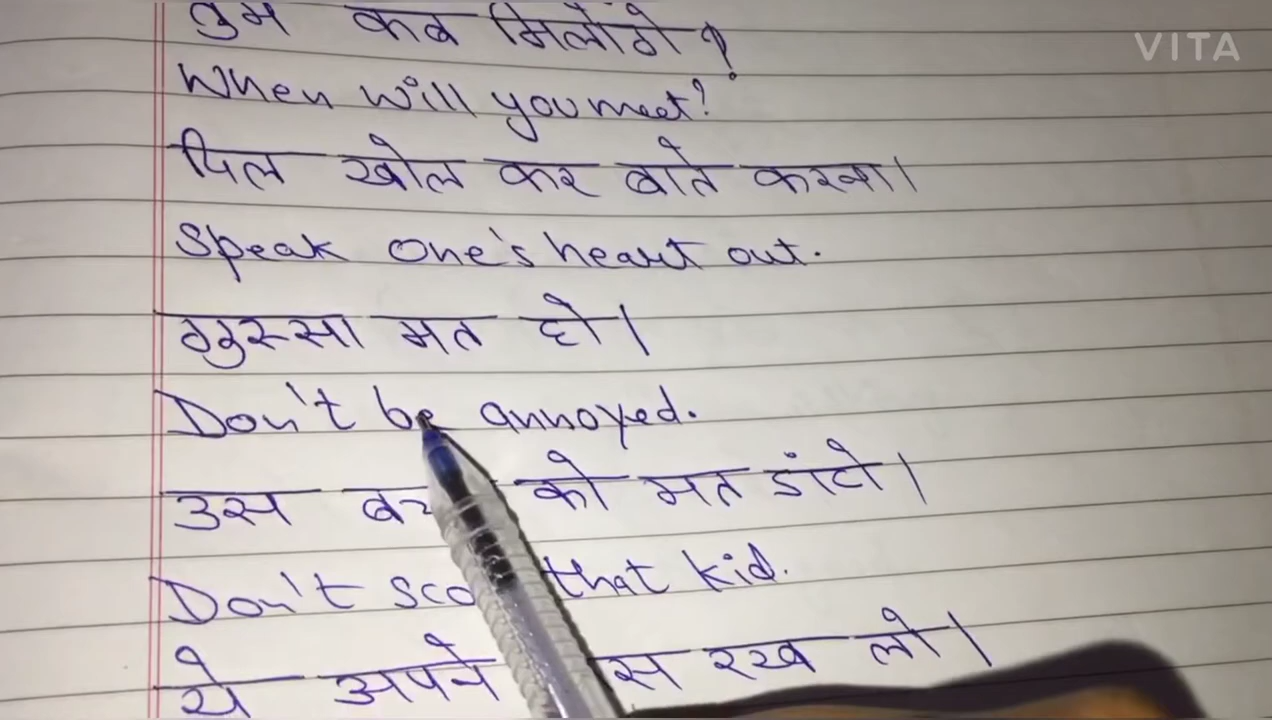 तुम कब मिलोगे?
VITA
When will you meet?
दिल खोल कर बाते करना।
Speak one's heart out.
गुस्सा मत हो।
Don't be annoyed.
उस को मत डांटो।
Don't that kid.
ये अपने रख लो।